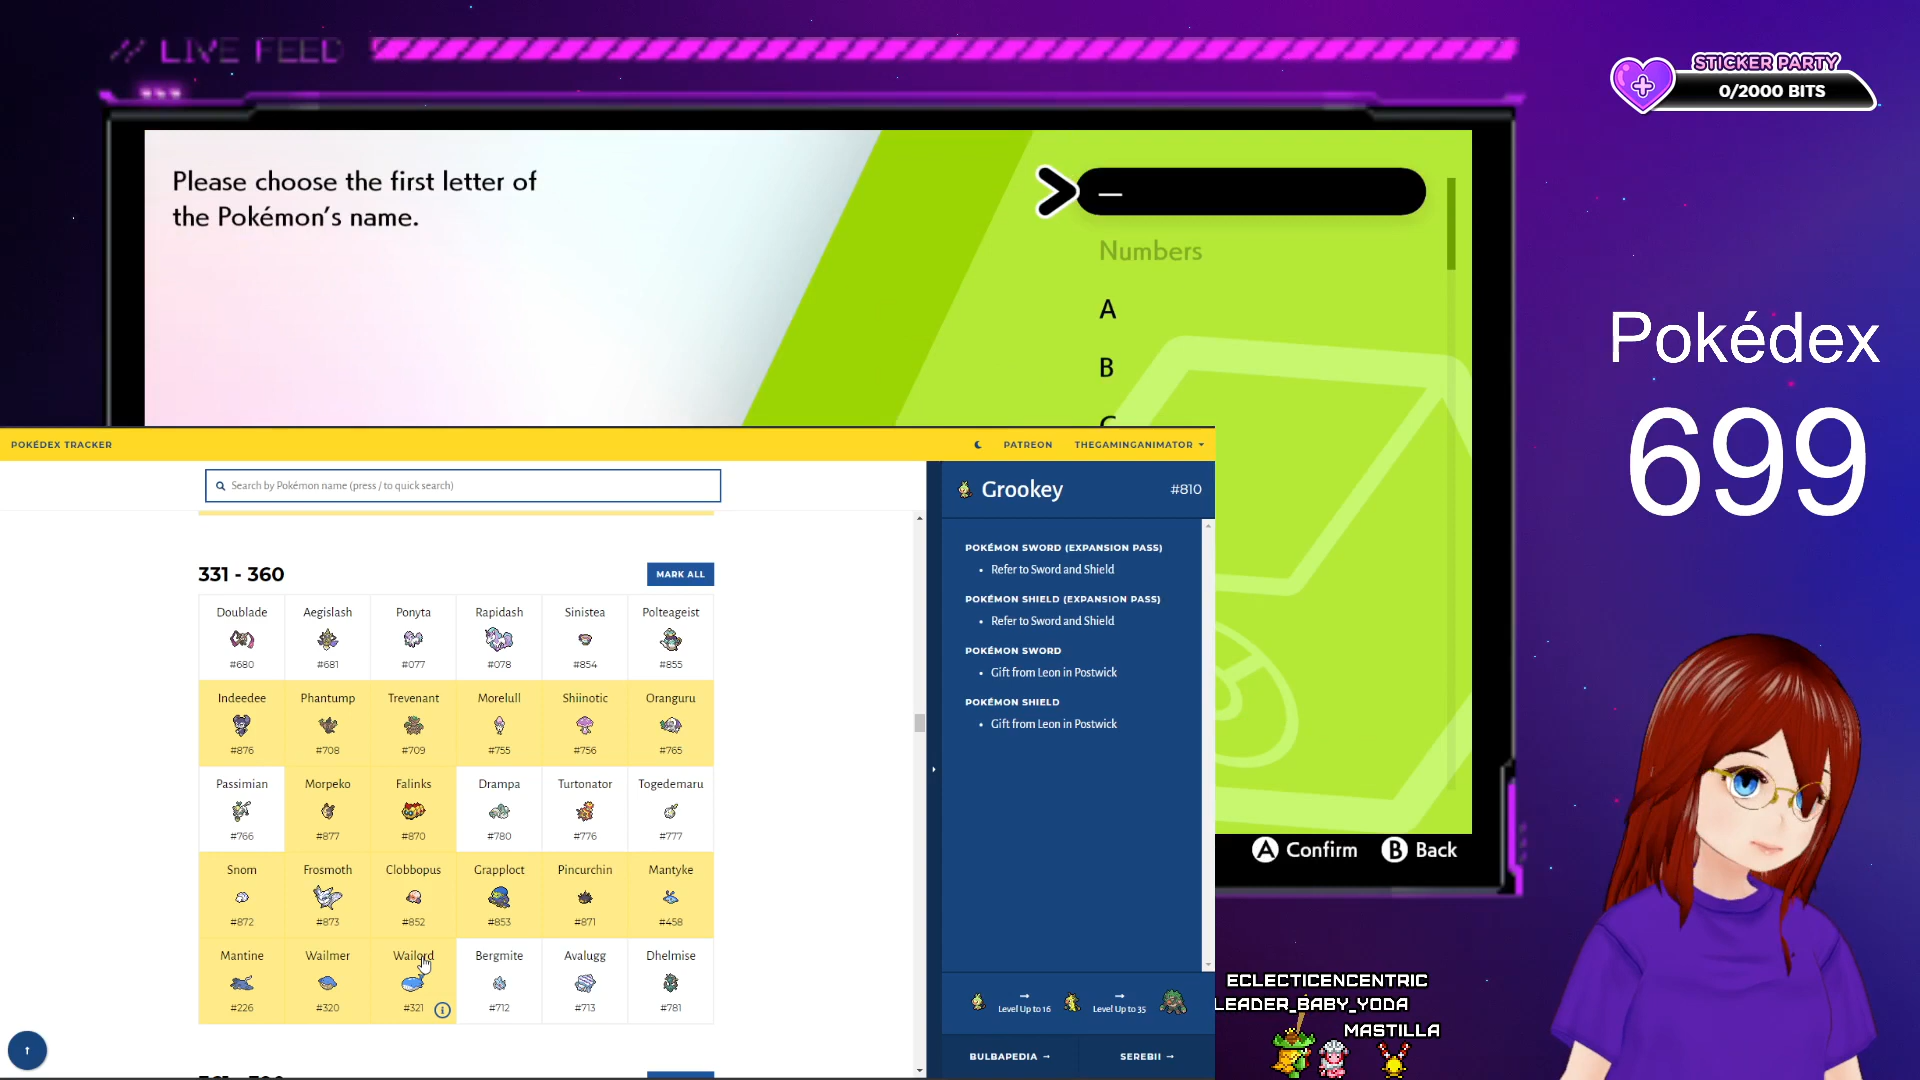 // LIVE FEED
STICKER PARTY
0/2000 BITS
Please choose the first letter of
the Pokémon's name.
—
Numbers
A
B
C
Pokédex
699
POKÉDEX TRACKER
PATREON
THEGAMINGANIMATOR
Search by Pokémon name (press / to quick search)
Grookey
#810
331 - 360
MARK ALL
Doublade Aegislash Ponyta Rapidash Sinistea Polteageist
#680 #681 #077 #078 #854 #855
Indeedee Phantump Trevenant Morelull Shiinotic Oranguru
#876 #708 #709 #755 #756 #765
Passimian Morpeko Falinks Drampa Turtonator Togedemaru
#766 #877 #870 #780 #776 #777
Snom Frosmoth Clobbopus Grapploct Pincurchin Mantyke
#872 #873 #852 #853 #871 #458
Mantine Wailmer Wailord Bergmite Avalugg Dhelmise
#226 #320 #321 #712 #713 #781
POKÉMON SWORD (EXPANSION PASS)
Refer to Sword and Shield
POKÉMON SHIELD (EXPANSION PASS)
Refer to Sword and Shield
POKÉMON SWORD
Gift from Leon in Postwick
POKÉMON SHIELD
Gift from Leon in Postwick
→ →
Level Up to 16 Level Up to 35
BULBAPEDIA →
SEREBII →
A Confirm B Back
ECLECTICENCENTRIC
LEADER_BABY_YODA
MASTILLA